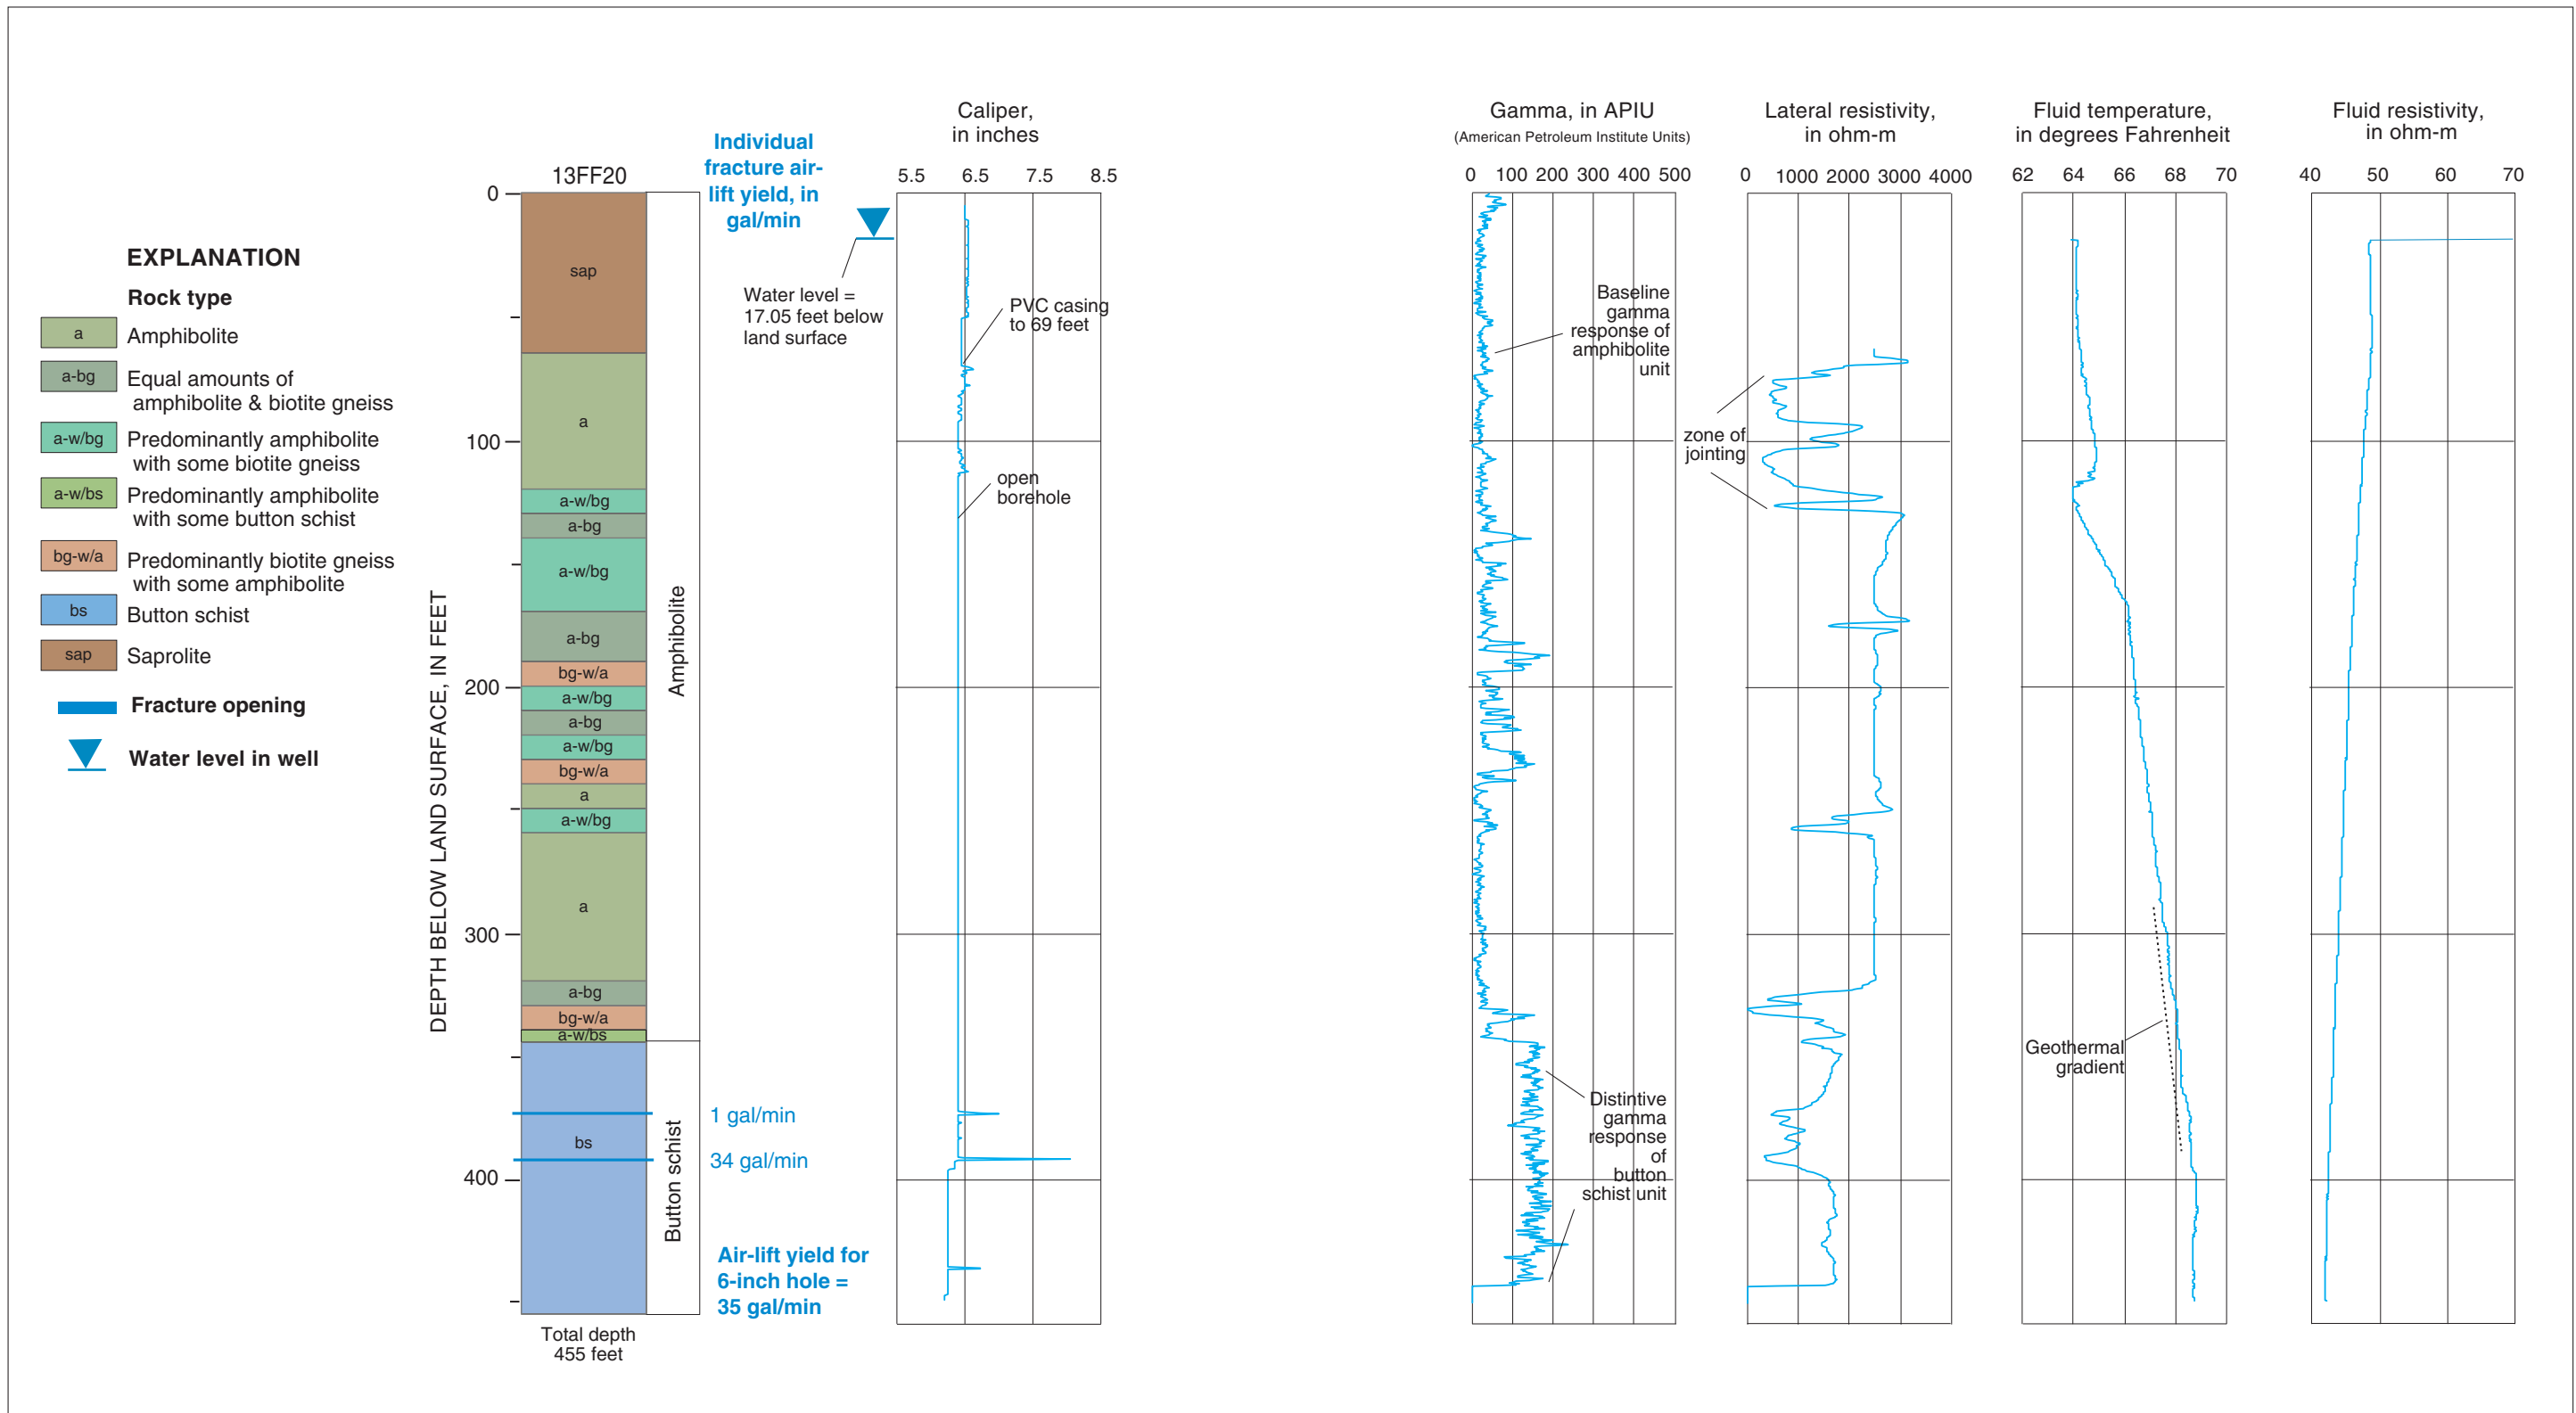 EXPLANATION
Rock type
a
Amphibolite
a-bg
Equal amounts of
amphibolite & biotite gneiss
a-w/bg
Predominantly amphibolite
with some biotite gneiss
a-w/bs
Predominantly amphibolite
with some button schist
bg-w/a
Predominantly biotite gneiss
with some amphibolite
bs
Button schist
sap
Saprolite
Fracture opening
Water level in well
DEPTH BELOW LAND SURFACE, IN FEET
0
100
200
300
400
13FF20
sap
a
a-w/bg
a-bg
a-w/bg
a-bg
bg-w/a
a-w/bg
a-bg
a-w/bg
bg-w/a
a
a-w/bg
a
a-bg
bg-w/a
a-w/bs
bs
Total depth
455 feet
Amphibolite
Button schist
Individual
fracture air-
lift yield, in
gal/min
Water level =
17.05 feet below
land surface
1 gal/min
34 gal/min
Air-lift yield for
6-inch hole =
35 gal/min
Caliper,
in inches
5.5 6.5 7.5 8.5
PVC casing
to 69 feet
open
borehole
Gamma, in APIU
(American Petroleum Institute Units)
0 100 200 300 400 500
Baseline
gamma
response of
amphibolite
unit
Distintive
gamma
response
of
button
schist unit
Lateral resistivity,
in ohm-m
0 1000 2000 3000 4000
zone of
jointing
Fluid temperature,
in degrees Fahrenheit
62 64 66 68 70
Geothermal
gradient
Fluid resistivity,
in ohm-m
40 50 60 70